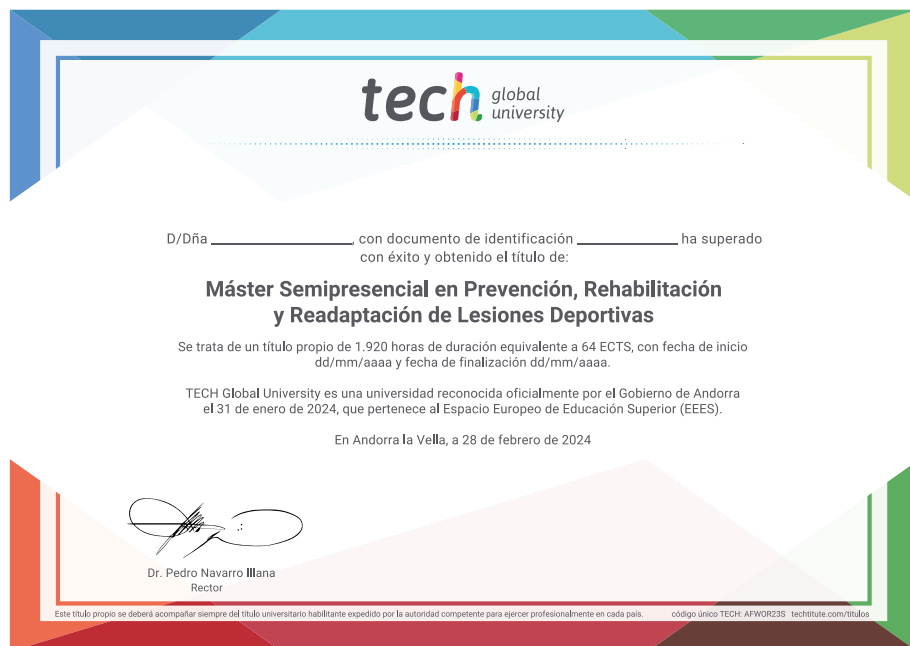 tech global university
D/Dña ____________________, con documento de identificación ______________ ha superado
con éxito y obtenido el título de:
Máster Semipresencial en Prevención, Rehabilitación
y Readaptación de Lesiones Deportivas
Se trata de un título propio de 1.920 horas de duración equivalente a 64 ECTS, con fecha de inicio
dd/mm/aaaa y fecha de finalización dd/mm/aaaa.
TECH Global University es una universidad reconocida oficialmente por el Gobierno de Andorra
el 31 de enero de 2024, que pertenece al Espacio Europeo de Educación Superior (EEES).
En Andorra la Vella, a 28 de febrero de 2024
Dr. Pedro Navarro Illana
Rector
Este título propio se deberá acompañar siempre del título universitario habilitante expedido por la autoridad competente para ejercer profesionalmente en cada país. código único TECH: AFWOR23S techtitute.com/titulos